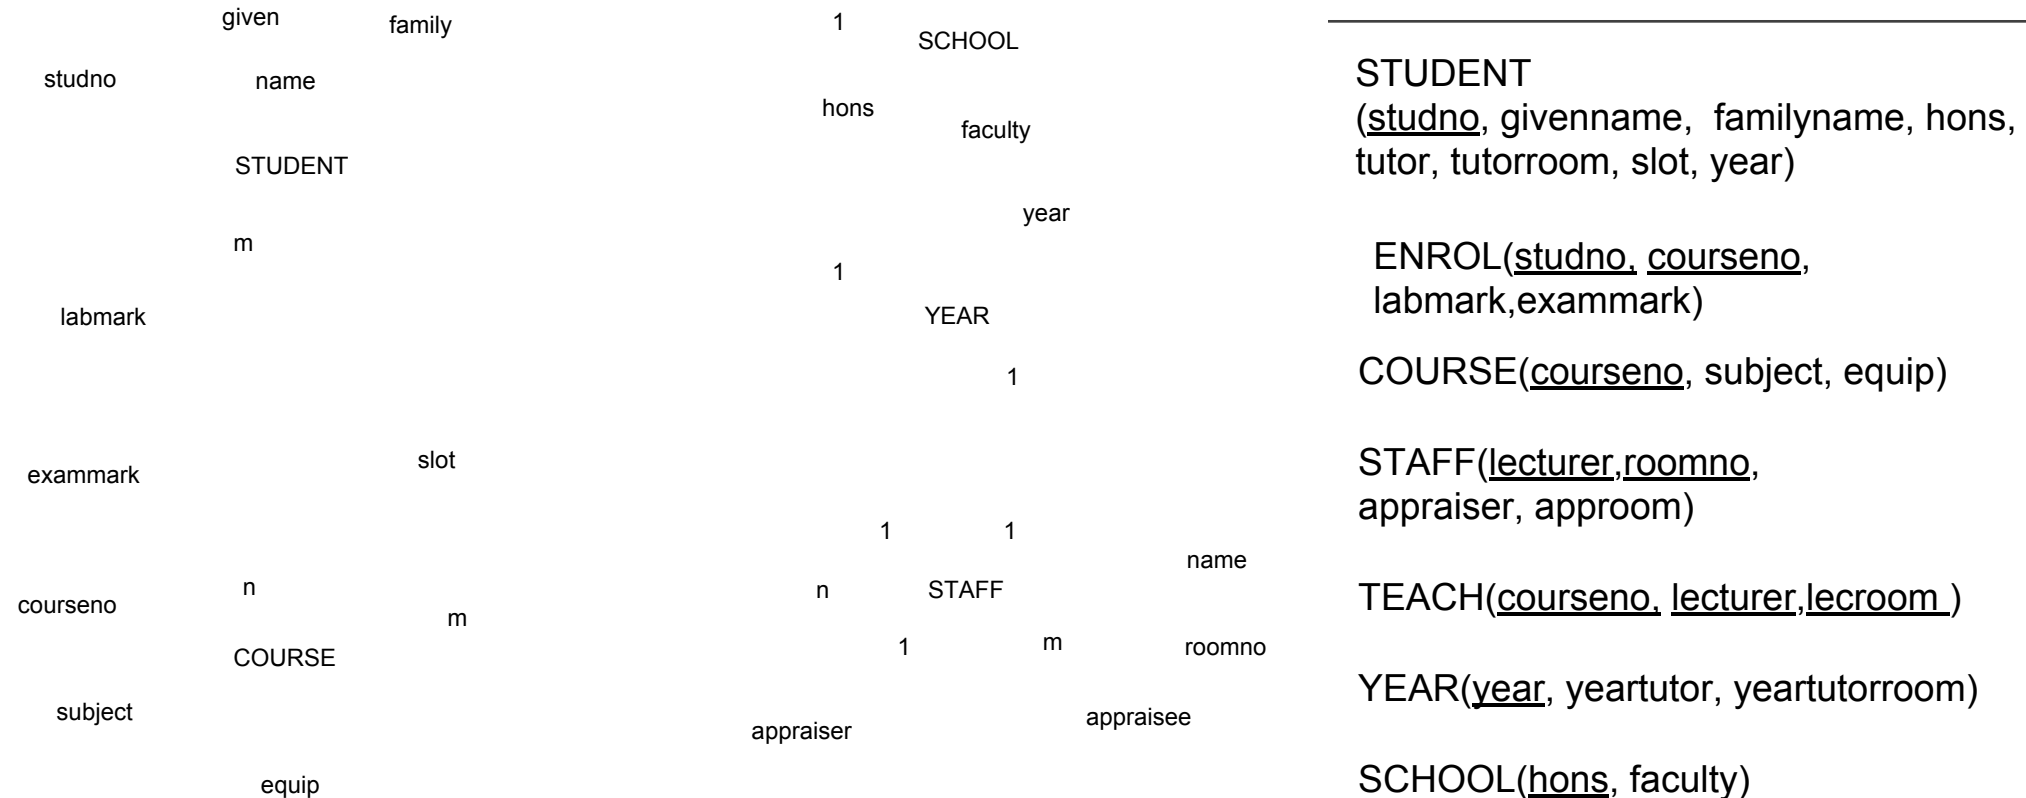 given
family
studno
name
STUDENT
m
labmark
exammark
slot
courseno
n
m
COURSE
subject
equip
1
SCHOOL
hons
faculty
year
1
YEAR
1
1
1
name
n
STAFF
1
m
roomno
appraiser
appraisee
STUDENT
(studno, givenname, familyname, hons,
tutor, tutorroom, slot, year)
ENROL(studno, courseno,
labmark,exammark)
COURSE(courseno, subject, equip)
STAFF(lecturer,roomno,
appraiser, approom)
TEACH(courseno, lecturer,lecroom )
YEAR(year, yeartutor, yeartutorroom)
SCHOOL(hons, faculty)